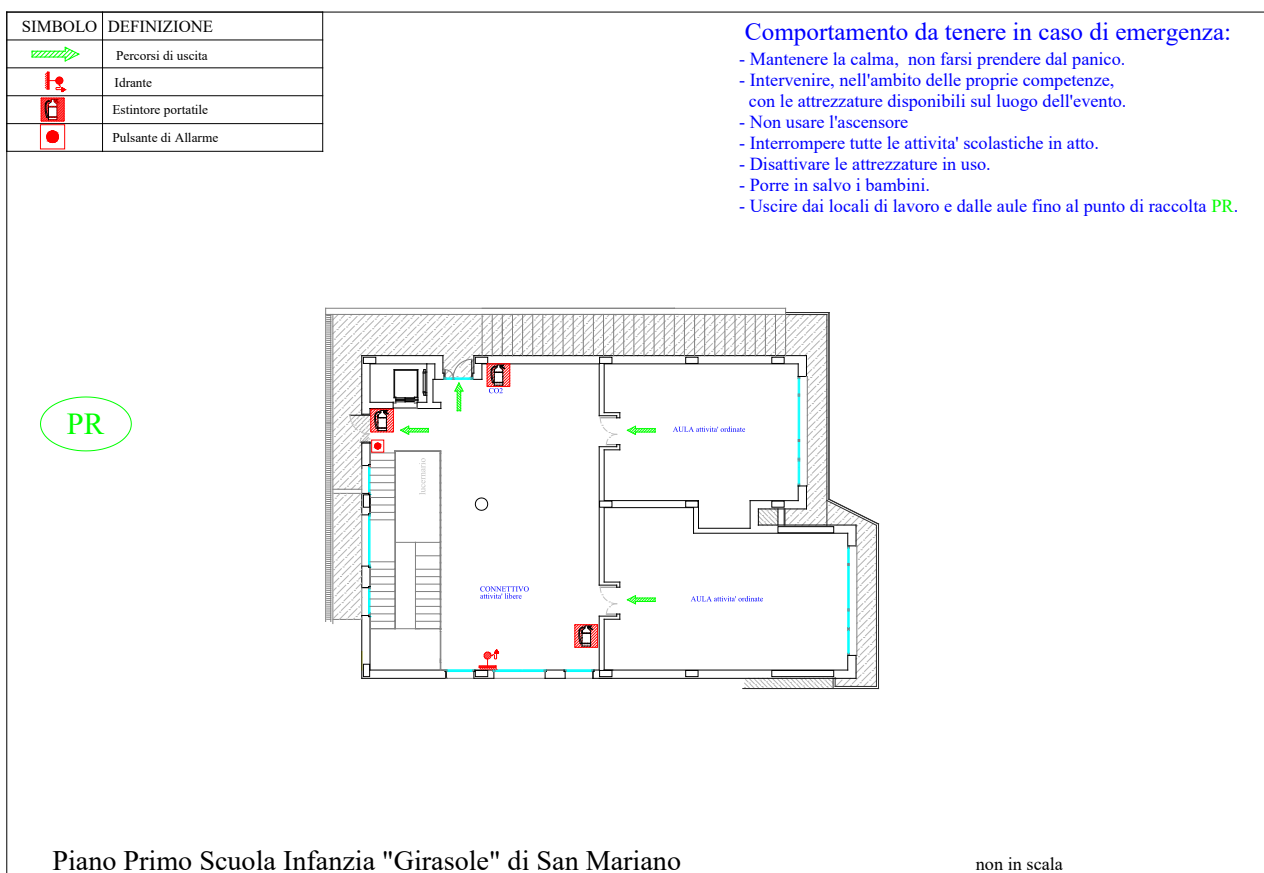 SIMBOLO DEFINIZIONE
Percorsi di uscita
Idrante
Estintore portatile
Pulsante di Allarme
Comportamento da tenere in caso di emergenza:
- Mantenere la calma, non farsi prendere dal panico.
- Intervenire, nell'ambito delle proprie competenze,
con le attrezzature disponibili sul luogo dell'evento.
- Non usare l'ascensore
- Interrompere tutte le attivita' scolastiche in atto.
- Disattivare le attrezzature in uso.
- Porre in salvo i bambini.
- Uscire dai locali di lavoro e dalle aule fino al punto di raccolta PR.
CO2
PR
AULA attivita' ordinate
lucernario
CONNETTIVO
attivita' libere
AULA attivita' ordinate
Piano Primo Scuola Infanzia "Girasole" di San Mariano
non in scala